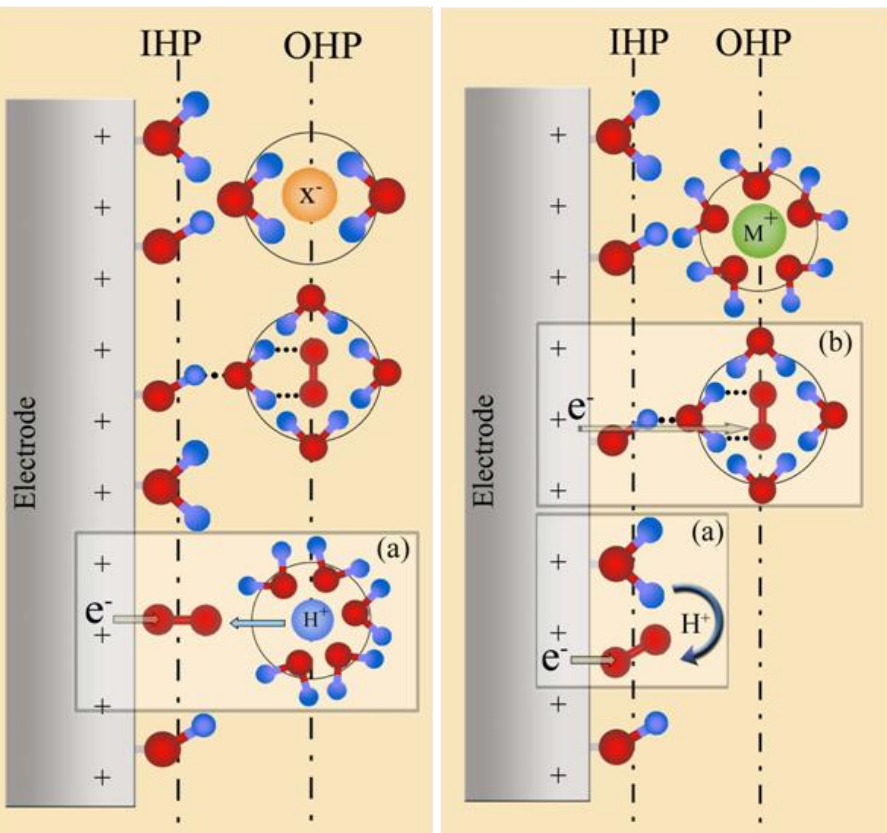 IHP OHP
+
+
+
+
+
+
+
+
+
+
Electrode
X-
(a)
e-
H+
IHP OHP
+
+
+
+
+
+
+
+
+
+
Electrode
M+
(b)
e-
(a)
H+
e-